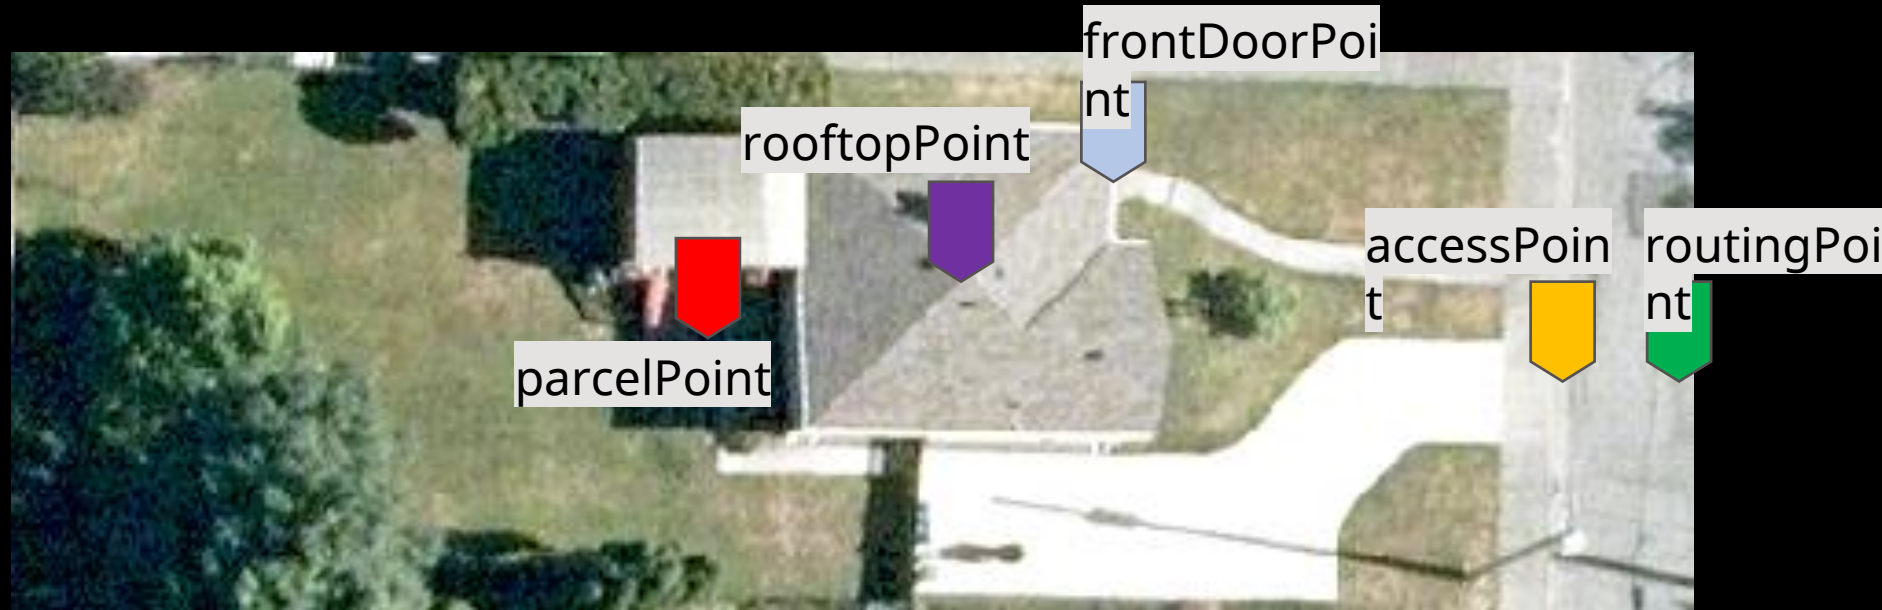 frontDoorPoi
nt
rooftopPoint
accessPoin
t
routingPoi
nt
parcelPoint